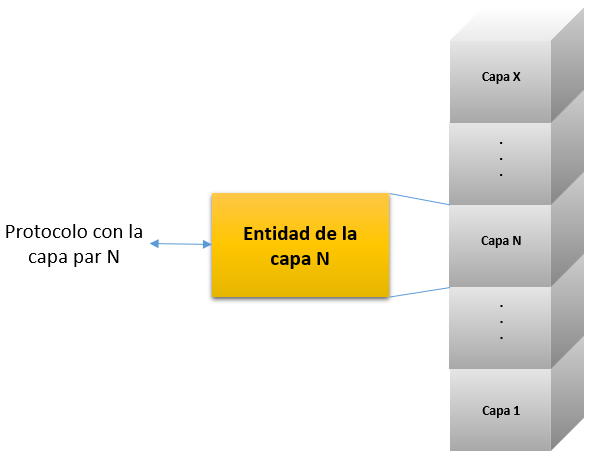 Capa X
.
.
.
Protocolo con la
capa par N
Entidad de la
capa N
Capa N
.
.
.
Capa 1